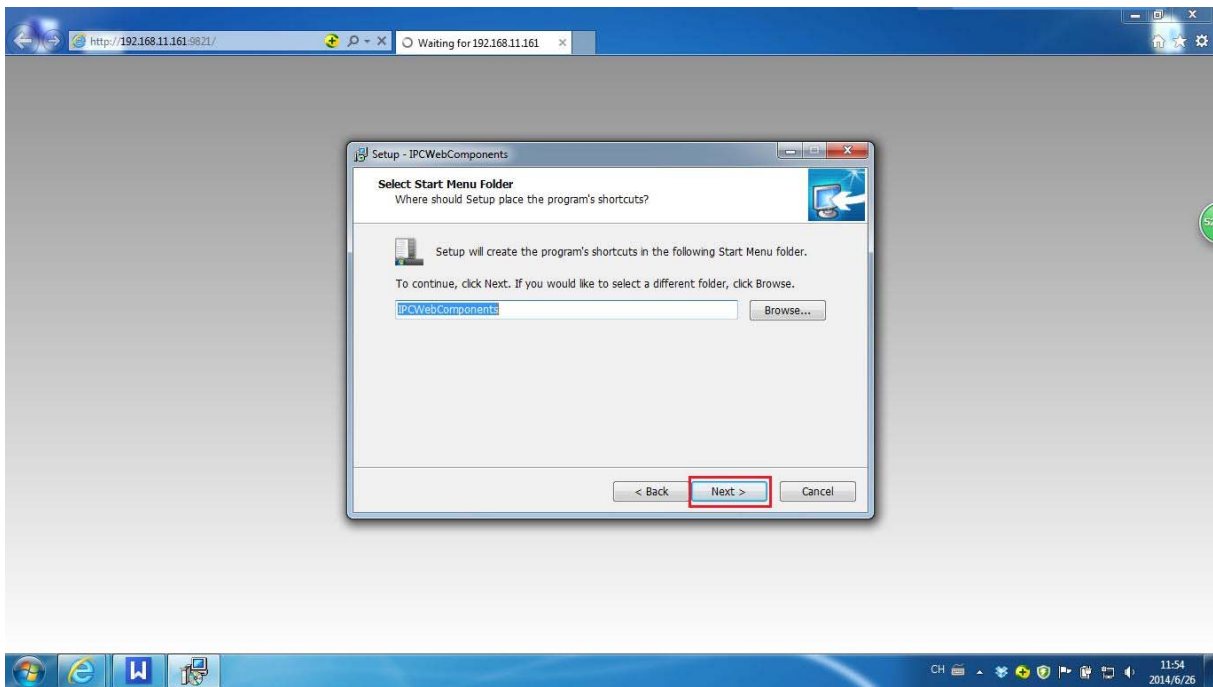 http://192.168.11.161:9821/
Waiting for 192.168.11.161
Setup - IPCWebComponents
Select Start Menu Folder
Where should Setup place the program's shortcuts?
Setup will create the program's shortcuts in the following Start Menu folder.
To continue, click Next. If you would like to select a different folder, click Browse.
IPCWebComponents
Browse...
< Back
Next >
Cancel
CH
11:54
2014/6/26